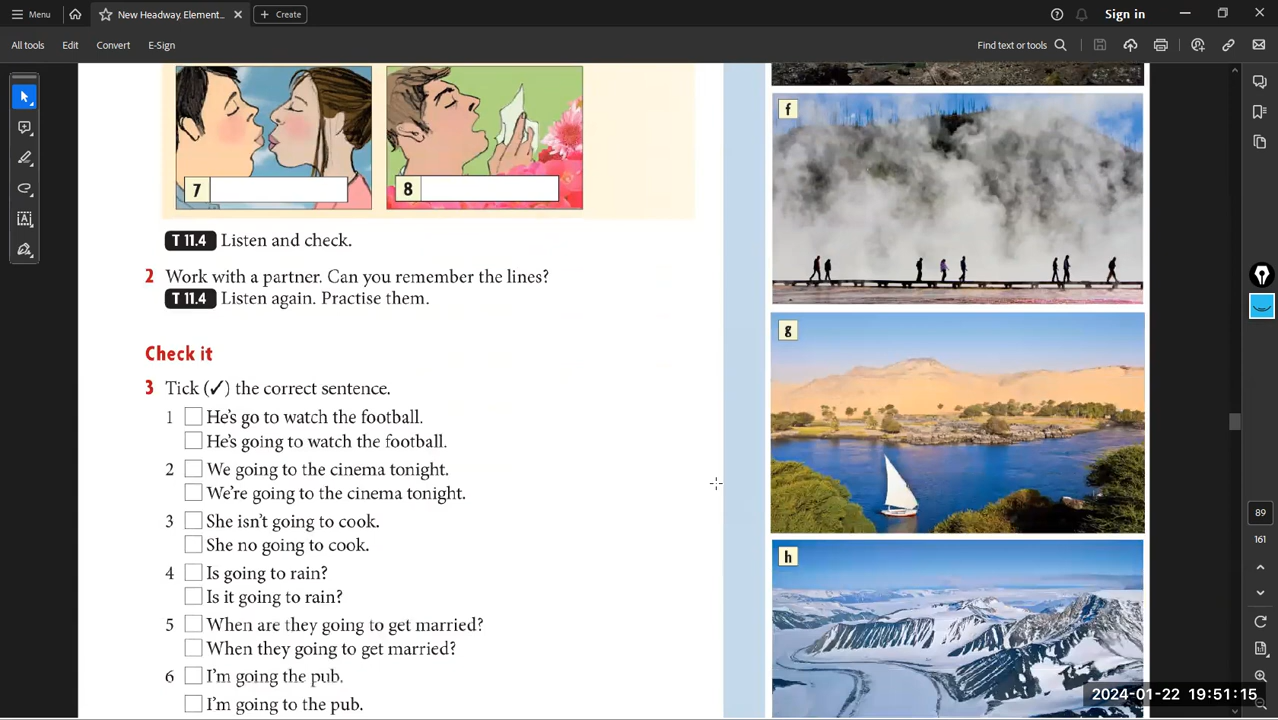 Menu
New Headway. Element...
Create
Sign in
All tools
Edit
Convert
E-Sign
Find text or tools
7
8
T 11.4 Listen and check.
2 Work with a partner. Can you remember the lines?
T 11.4 Listen again. Practise them.
Check it
3 Tick (✓) the correct sentence.
1 He's go to watch the football.
He's going to watch the football.
2 We going to the cinema tonight.
We're going to the cinema tonight.
3 She isn't going to cook.
She no going to cook.
4 Is going to rain?
Is it going to rain?
5 When are they going to get married?
When they going to get married?
6 I'm going the pub.
I'm going to the pub.
f
g
h
89
161
2024-01-22 19:51:15